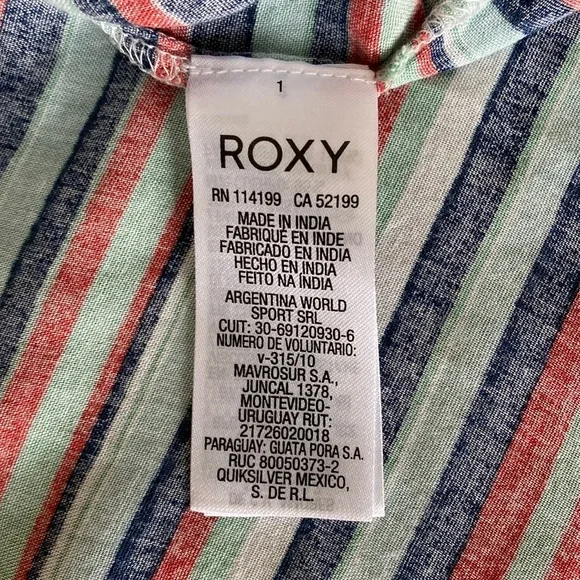 1
ROXY
RN 114199 CA 52199
MADE IN INDIA
FABRIQUÉ EN INDE
FABRICADO EN INDIA
HECHO EN INDIA
FEITO NA ÍNDIA
ARGENTINA WORLD
SPORT SRL
CUIT: 30-69120930-6
NUMERO DE VOLUNTARIO:
v-315/10
MAVROSUR S.A.,
JUNCAL 1378,
MONTEVIDEO-
URUGUAY RUT:
21726020018
PARAGUAY: GUATA PORA S.A.
RUC 80050373-2
QUIKSILVER MEXICO,
S. DE R.L.